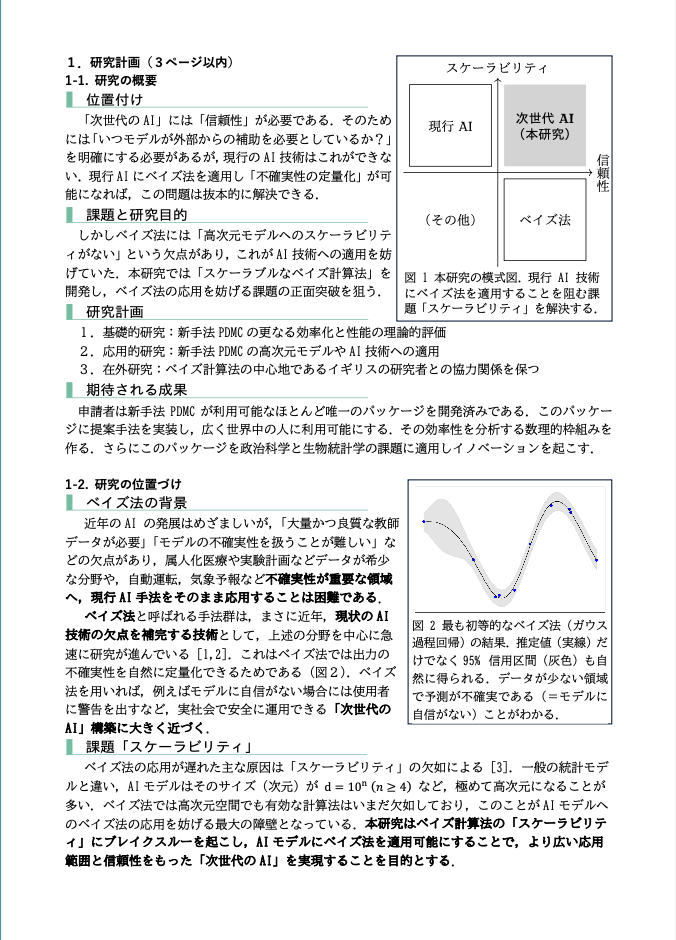 1．研究計画（３ページ以内）
1-1. 研究の概要
位置付け
「次世代の AI」には「信頼性」が必要である．そのため
には「いつモデルが外部からの補助を必要としているか？」
を明確にする必要があるが，現行の AI 技術はこれができな
い．現行 AI にベイズ法を適用し「不確実性の定量化」が可
能になれば，この問題は抜本的に解決できる．
課題と研究目的
しかしベイズ法には「高次元モデルへのスケーラビリテ
ィがない」という欠点があり，これが AI 技術への適用を妨
げていた．本研究では「スケーラブルなベイズ計算法」を
開発し，ベイズ法の応用を妨げる課題の正面突破を狙う．
スケーラビリティ
現行 AI
次世代 AI
（本研究）
信頼性
（その他）
ベイズ法
図 1 本研究の模式図．現行 AI 技術
にベイズ法を適用することを阻む課
題「スケーラビリティ」を解決する．
研究計画
１．基礎的研究：新手法 PDMC の更なる効率化と性能の理論的評価
２．応用的研究：新手法 PDMC の高次元モデルや AI 技術への適用
３．在外研究：ベイズ計算法の中心地であるイギリスの研究者との協力関係を保つ
期待される成果
申請者は新手法 PDMC が利用可能なほとんど唯一のパッケージを開発済みである．このパッケー
ジに提案手法を実装し，広く世界中の人に利用可能にする．その効率性を分析する数理的枠組みを
作る．さらにこのパッケージを政治科学と生物統計学の課題に適用しイノベーションを起こす．
1-2. 研究の位置づけ
ベイズ法の背景
近年の AI の発展はめざましいが，「大量かつ良質な教師
データが必要」「モデルの不確実性を扱うことが難しい」な
どの欠点があり，属人化医療や実験計画などデータが希少
な分野や，自動運転，気象予報など不確実性が重要な領域
へ，現行 AI 手法をそのまま応用することは困難である．
ベイズ法と呼ばれる手法群は，まさに近年，現状の AI
技術の欠点を補完する技術として，上述の分野を中心に急
速に研究が進んでいる [1,2]．これはベイズ法では出力の
不確実性を自然に定量化できるためである（図２）．ベイズ
法を用いれば，例えばモデルに自信がない場合には使用者
に警告を出すなど，実社会で安全に運用できる「次世代の
AI」構築に大きく近づく．
図 2 最も初等的なベイズ法（ガウス
過程回帰）の結果．推定値（実線）だ
けでなく 95% 信用区間（灰色）も自
然に得られる．データが少ない領域
で予測が不確実である（＝モデルに
自信がない）ことがわかる．
課題「スケーラビリティ」
ベイズ法の応用が遅れた主な原因は「スケーラビリティ」の欠如による [3]．一般の統計モデ
ルと違い，AI モデルはそのサイズ（次元）が d = 10ⁿ (n ≥ 4) など，極めて高次元になることが
多い．ベイズ法では高次元空間でも有効な計算法はいまだ欠如しており，このことが AI モデルへ
のベイズ法の応用を妨げる最大の障壁となっている．本研究はベイズ計算法の「スケーラビリテ
ィ」にブレイクスルーを起こし，AI モデルにベイズ法を適用可能にすることで，より広い応用
範囲と信頼性をもった「次世代の AI」を実現することを目的とする．